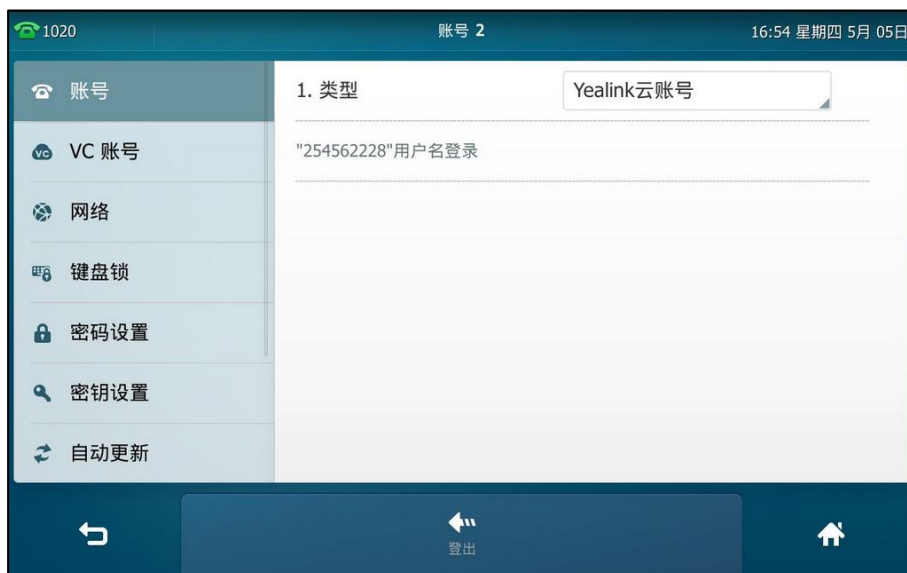 1020
账号 2
16:54 星期四 5月 05日
账号
VC 账号
网络
键盘锁
密码设置
密钥设置
自动更新
1. 类型
Yealink云账号
"254562228"用户名登录
登出